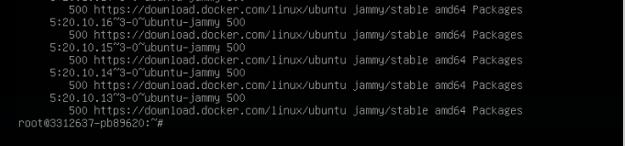 500 https://download.docker.com/linux/ubuntu jammy/stable amd64 Packages
5:20.10.16~3-0~ubuntu-jammy 500
500 https://download.docker.com/linux/ubuntu jammy/stable amd64 Packages
5:20.10.15~3-0~ubuntu-jammy 500
500 https://download.docker.com/linux/ubuntu jammy/stable amd64 Packages
5:20.10.14~3-0~ubuntu-jammy 500
500 https://download.docker.com/linux/ubuntu jammy/stable amd64 Packages
5:20.10.13~3-0~ubuntu-jammy 500
500 https://download.docker.com/linux/ubuntu jammy/stable amd64 Packages
root@3312637-pb89620:~#